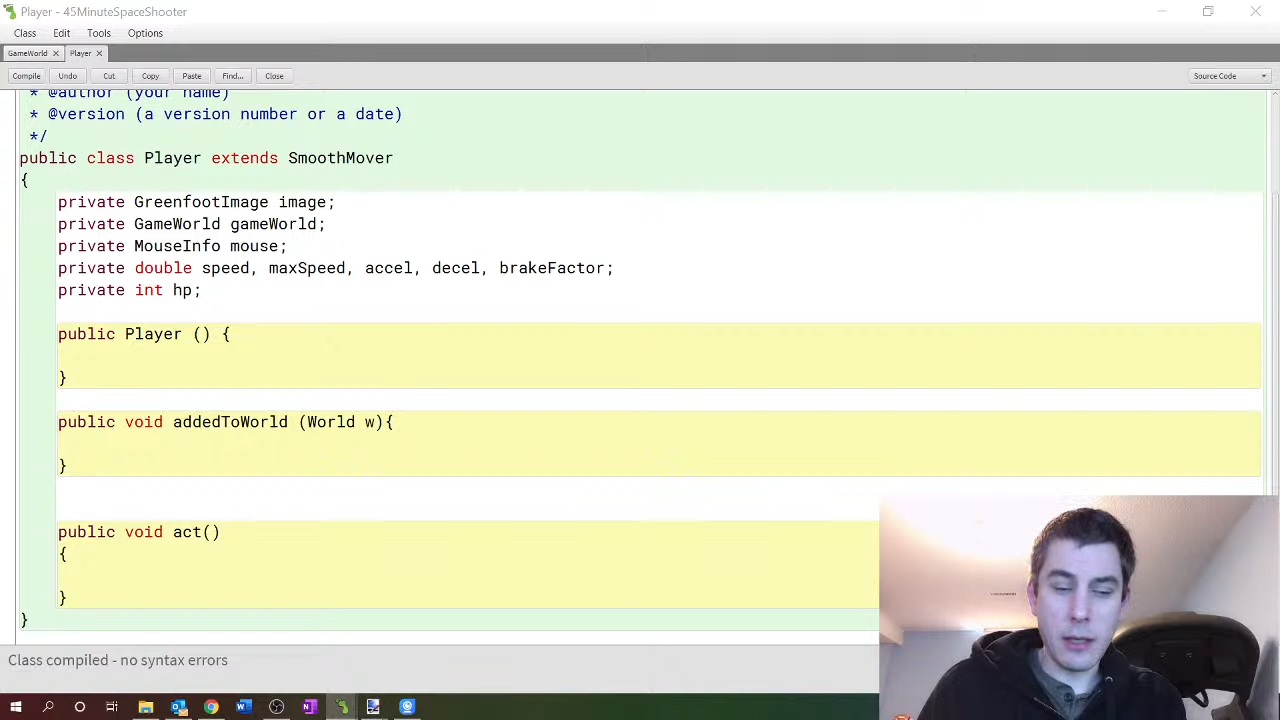 Player - 45MinuteSpaceShooter
Class Edit Tools Options
GameWorld × Player ×
Compile Undo Cut Copy Paste Find... Close Source Code
* @author (your name)
* @version (a version number or a date)
*/
public class Player extends SmoothMover
{
private GreenfootImage image;
private GameWorld gameWorld;
private MouseInfo mouse;
private double speed, maxSpeed, accel, decel, brakeFactor;
private int hp;
public Player () {
}
public void addedToWorld (World w){
}
public void act()
{
}
}
Class compiled - no syntax errors